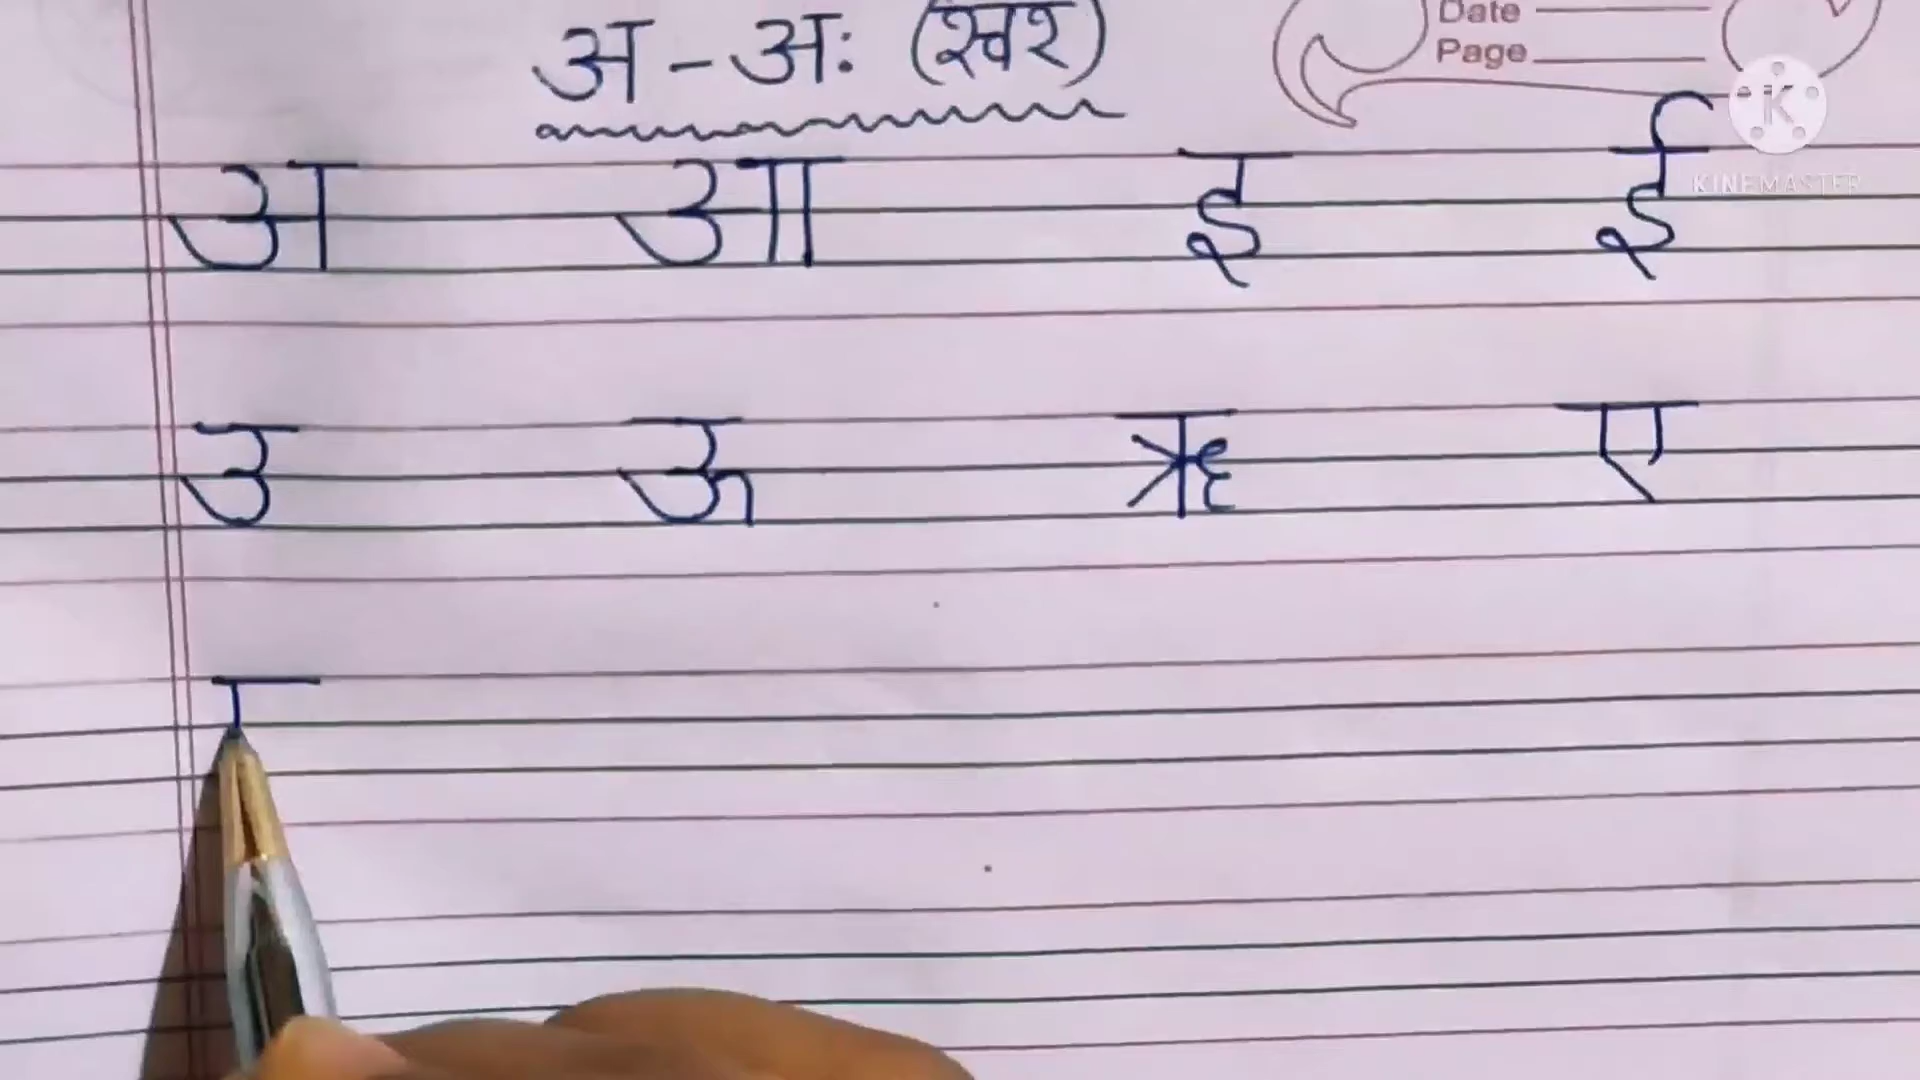 Date
Page
अ - अः (स्वर)
KINEMASTER
अ आ इ ई
उ ऊ ऋ ए